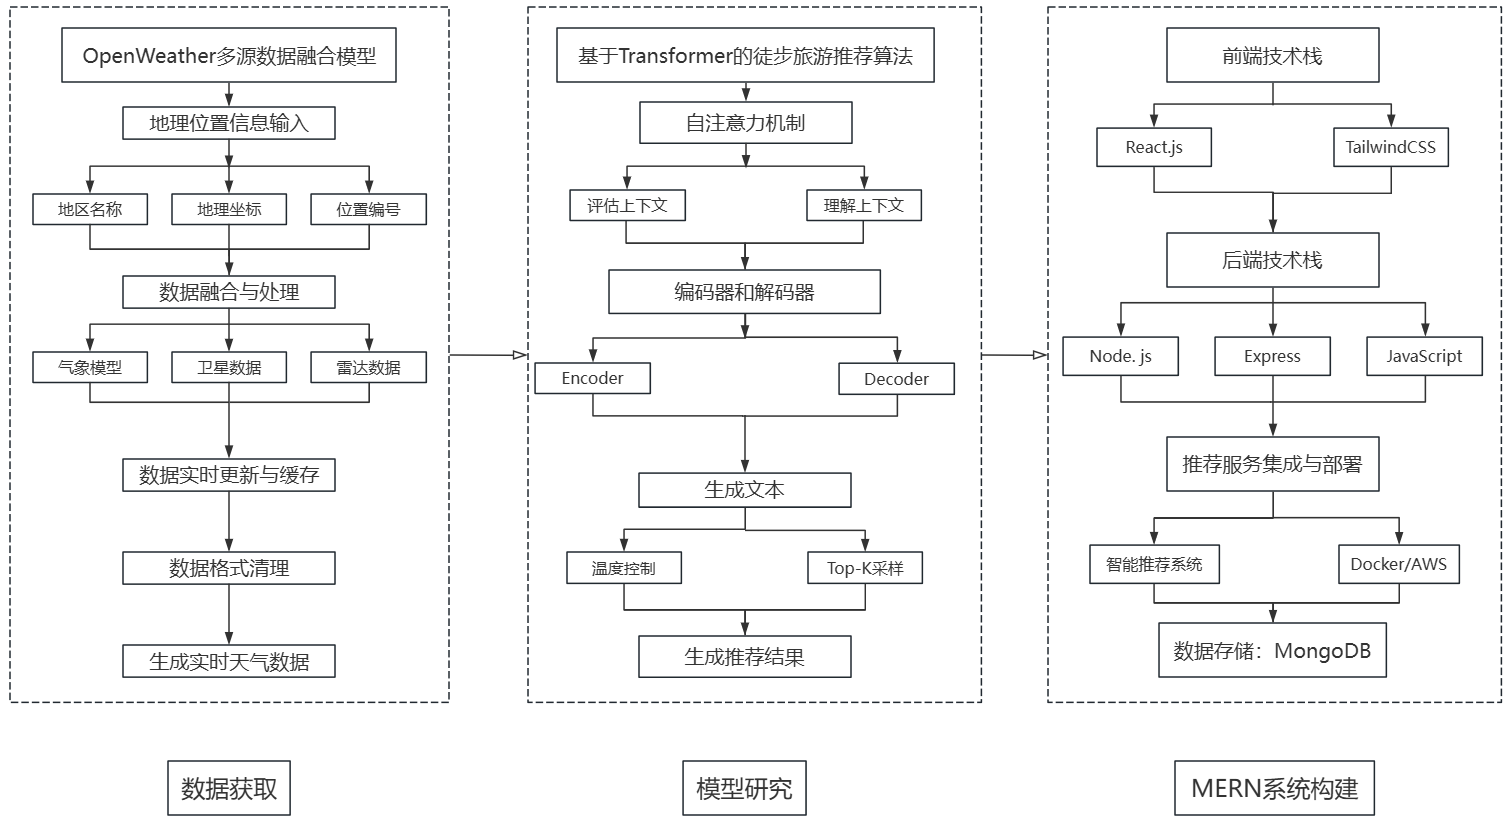 OpenWeather多源数据融合模型
地理位置信息输入
地区名称
地理坐标
位置编号
数据融合与处理
气象模型
卫星数据
雷达数据
数据实时更新与缓存
数据格式清理
生成实时天气数据
数据获取
基于Transformer的徒步旅游推荐算法
自注意力机制
评估上下文
理解上下文
编码器和解码器
Encoder
Decoder
生成文本
温度控制
Top-K采样
生成推荐结果
模型研究
前端技术栈
React.js
TailwindCSS
后端技术栈
Node. js
Express
JavaScript
推荐服务集成与部署
智能推荐系统
Docker/AWS
数据存储：MongoDB
MERN系统构建